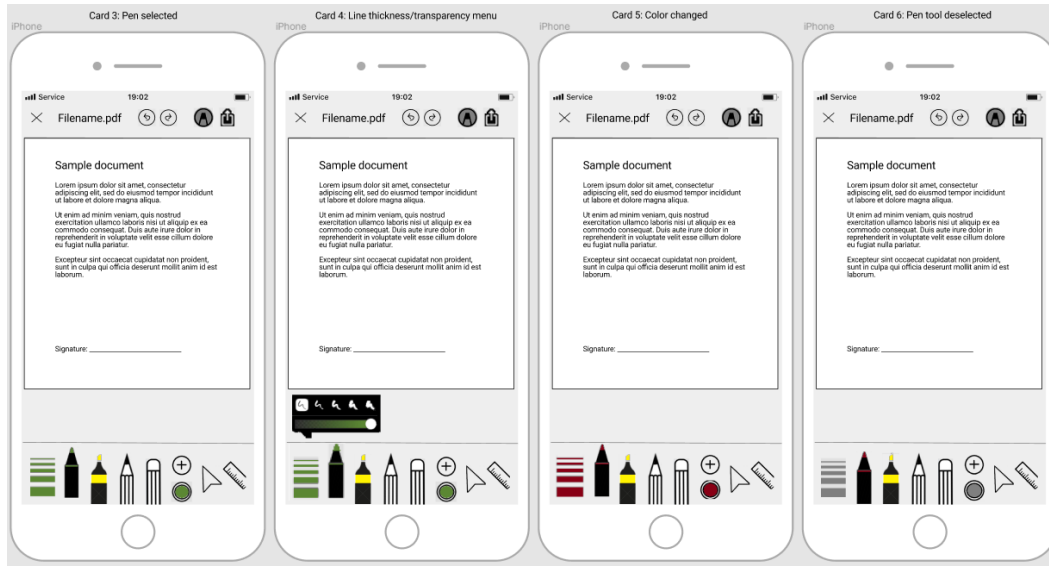 Card 3: Pen selected
iPhone
Service 19:02
Filename.pdf
Sample document
Lorem ipsum dolor sit amet, consectetur
adipiscing elit, sed do eiusmod tempor incididunt
ut labore et dolore magna aliqua.
Ut enim ad minim veniam, quis nostrud
exercitation ullamco laboris nisi ut aliquip ex ea
commodo consequat. Duis aute irure dolor in
reprehenderit in voluptate velit esse cillum dolore
eu fugiat nulla pariatur.
Excepteur sint occaecat cupidatat non proident,
sunt in culpa qui officia deserunt mollit anim id est
laborum.
Signature:
Card 4: Line thickness/transparency menu
iPhone
Service 19:02
Filename.pdf
Sample document
Lorem ipsum dolor sit amet, consectetur
adipiscing elit, sed do eiusmod tempor incididunt
ut labore et dolore magna aliqua.
Ut enim ad minim veniam, quis nostrud
exercitation ullamco laboris nisi ut aliquip ex ea
commodo consequat. Duis aute irure dolor in
reprehenderit in voluptate velit esse cillum dolore
eu fugiat nulla pariatur.
Excepteur sint occaecat cupidatat non proident,
sunt in culpa qui officia deserunt mollit anim id est
laborum.
Signature:
Card 5: Color changed
iPhone
Service 19:02
Filename.pdf
Sample document
Lorem ipsum dolor sit amet, consectetur
adipiscing elit, sed do eiusmod tempor incididunt
ut labore et dolore magna aliqua.
Ut enim ad minim veniam, quis nostrud
exercitation ullamco laboris nisi ut aliquip ex ea
commodo consequat. Duis aute irure dolor in
reprehenderit in voluptate velit esse cillum dolore
eu fugiat nulla pariatur.
Excepteur sint occaecat cupidatat non proident,
sunt in culpa qui officia deserunt mollit anim id est
laborum.
Signature:
Card 6: Pen tool deselected
iPhone
Service 19:02
Filename.pdf
Sample document
Lorem ipsum dolor sit amet, consectetur
adipiscing elit, sed do eiusmod tempor incididunt
ut labore et dolore magna aliqua.
Ut enim ad minim veniam, quis nostrud
exercitation ullamco laboris nisi ut aliquip ex ea
commodo consequat. Duis aute irure dolor in
reprehenderit in voluptate velit esse cillum dolore
eu fugiat nulla pariatur.
Excepteur sint occaecat cupidatat non proident,
sunt in culpa qui officia deserunt mollit anim id est
laborum.
Signature: